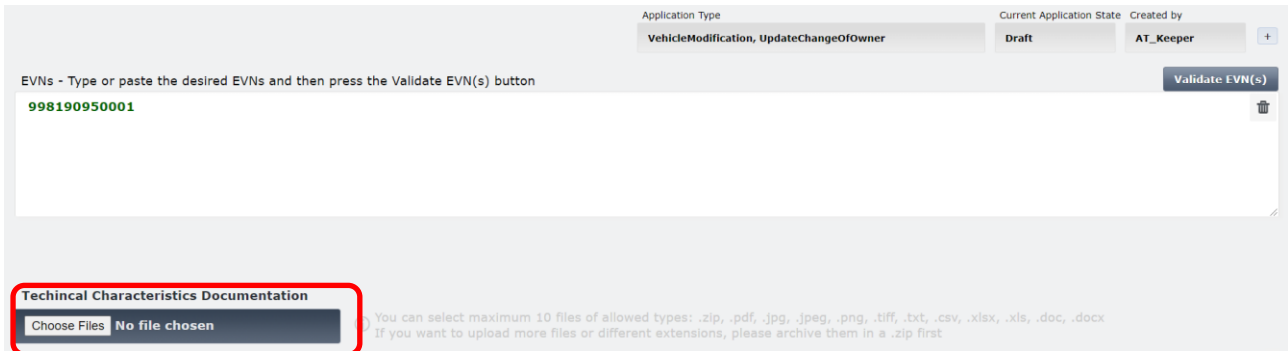 Application Type
Current Application State
Created by
VehicleModification, UpdateChangeOfOwner
Draft
AT_Keeper
+
EVNs - Type or paste the desired EVNs and then press the Validate EVN(s) button
Validate EVN(s)
998190950001
Techincal Characteristics Documentation
Choose Files No file chosen
You can select maximum 10 files of allowed types: .zip, .pdf, .jpg, .jpeg, .png, .tiff, .txt, .csv, .xlsx, .xls, .doc, .docx
If you want to upload more files or different extensions, please archive them in a .zip first